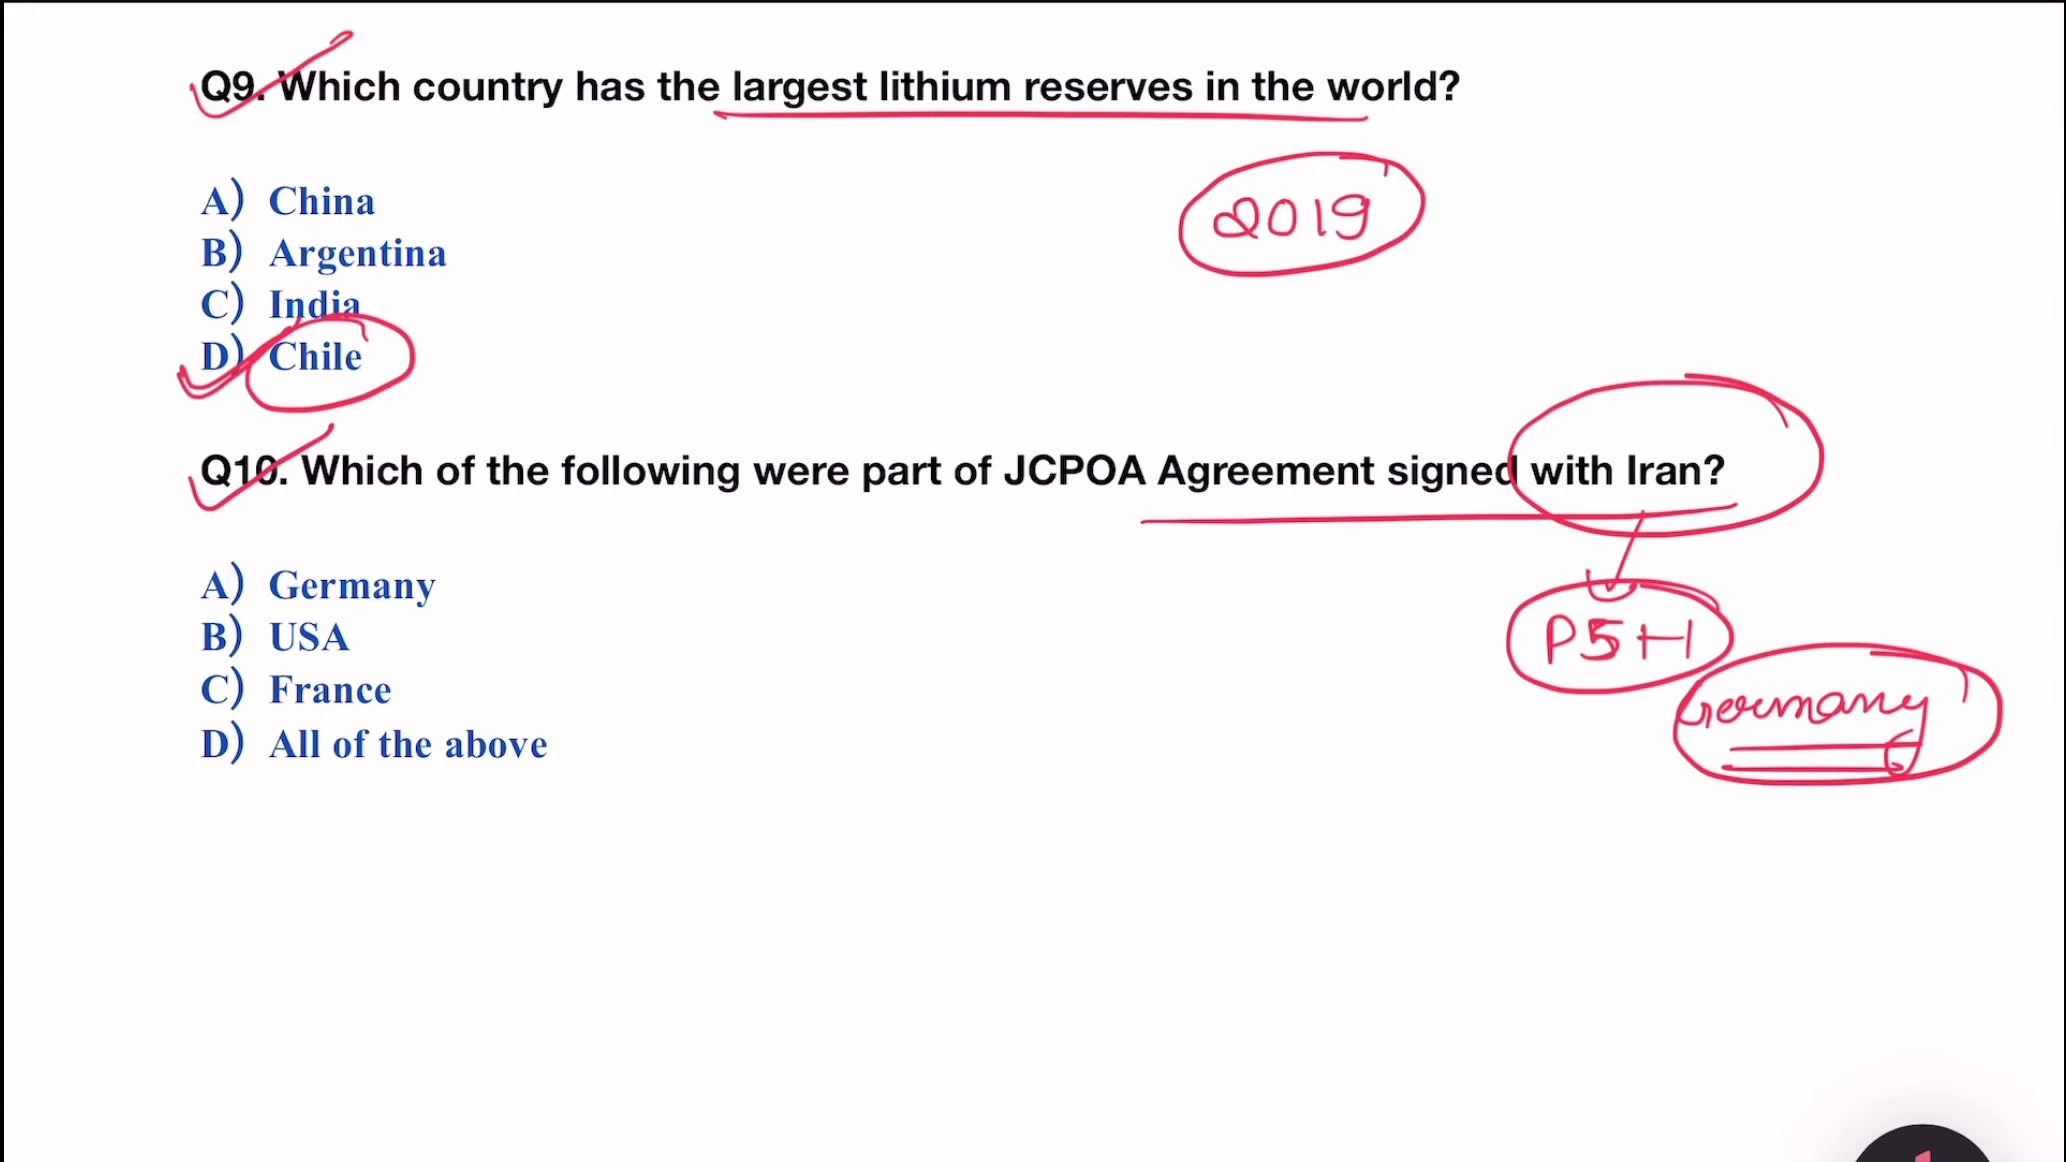 Q9. Which country has the largest lithium reserves in the world?
A) China
2019
B) Argentina
C) India
D) Chile
Q10. Which of the following were part of JCPOA Agreement signed with Iran?
A) Germany
B) USA
P5+1
C) France
Germany
D) All of the above